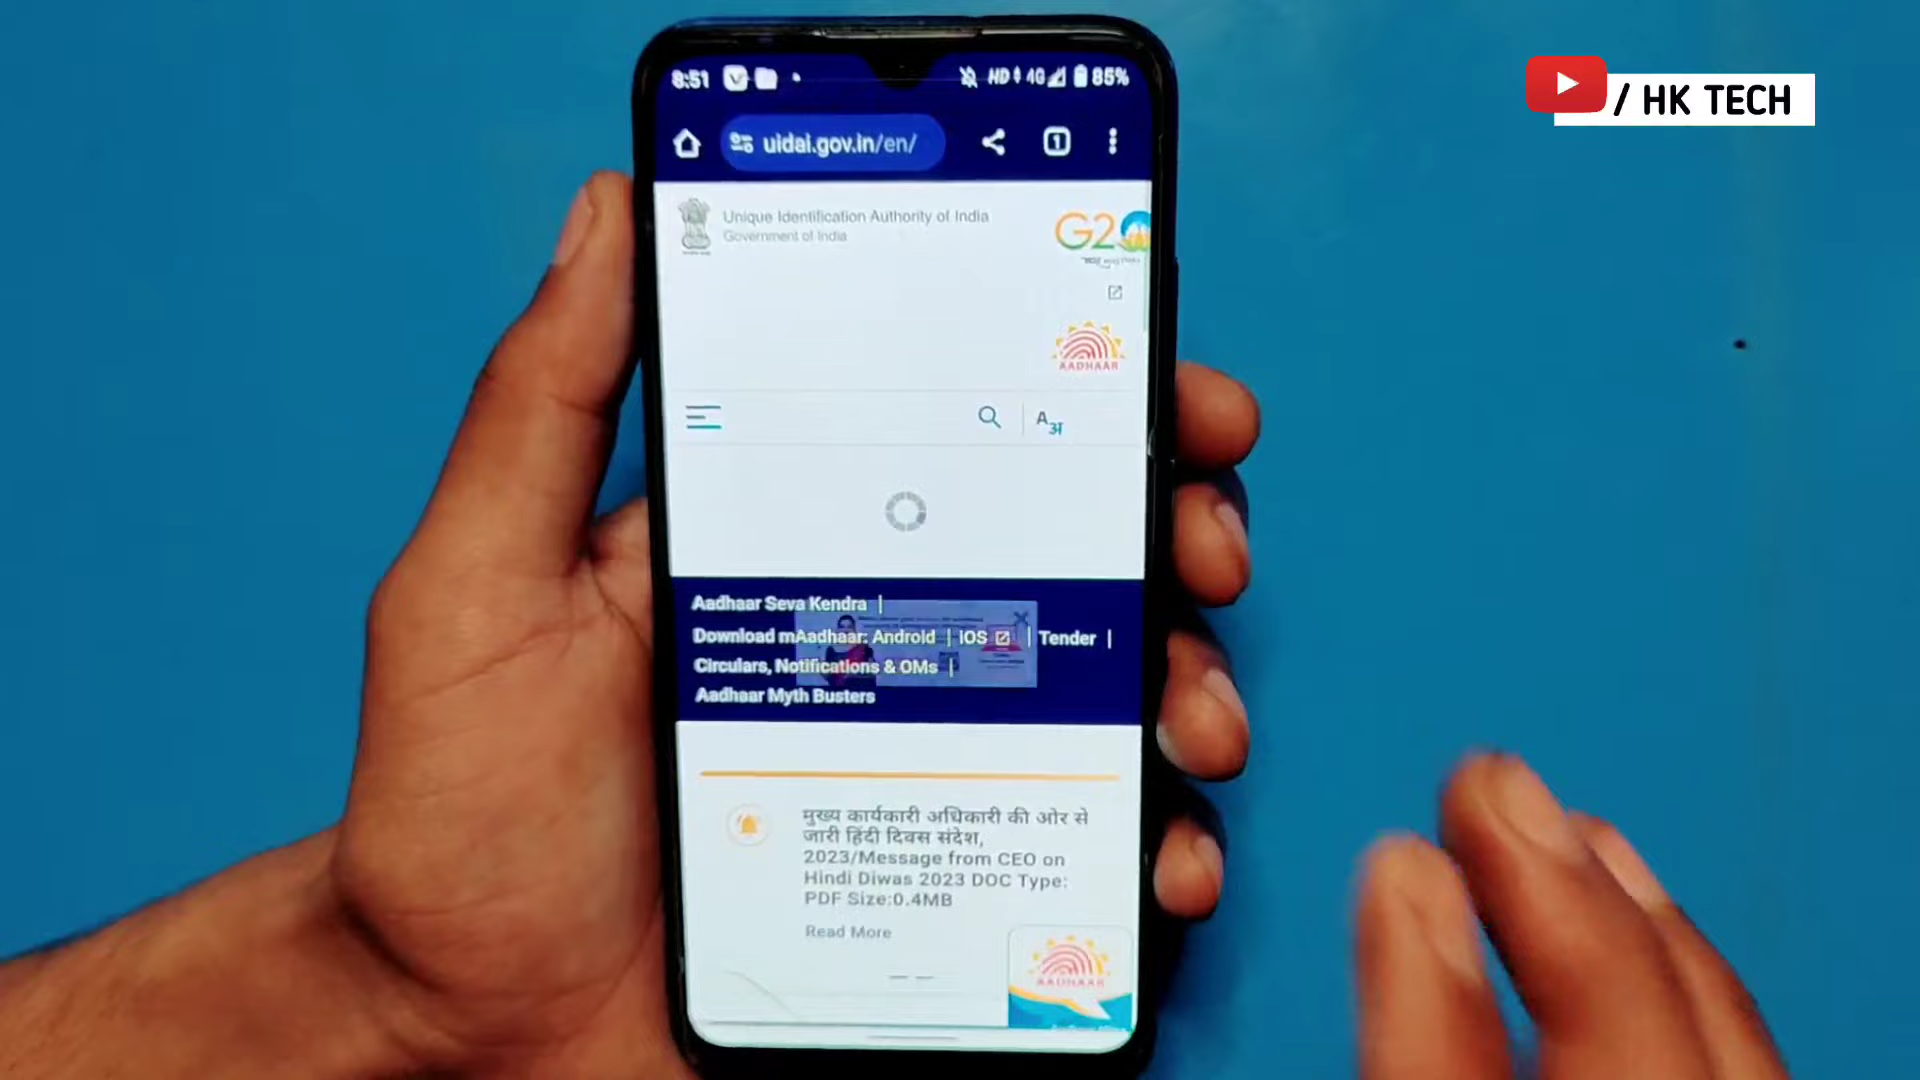 / HK TECH
8:51 HD 4G 85%
uidai.gov.in/en/
1
Unique Identification Authority of India
Government of India
G20
AADHAAR
A अ
Aadhaar Seva Kendra |
Download mAadhaar: Android | iOS | Tender |
Circulars, Notifications & OMs |
Aadhaar Myth Busters
मुख्य कार्यकारी अधिकारी की ओर से
जारी हिंदी दिवस संदेश,
2023/Message from CEO on
Hindi Diwas 2023 DOC Type:
PDF Size:0.4MB
Read More
AADHAAR